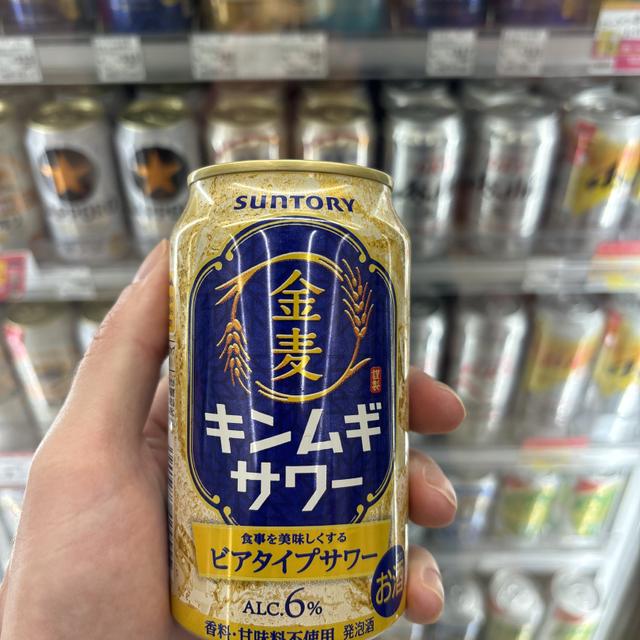 SUNTORY
金麦
謹製
キンムギ
サワー
食事を美味しくする
ビアタイプサワー
お酒
ALC.6%
香料・甘味料不使用 発泡酒